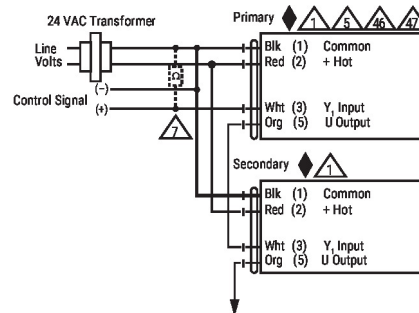 24 VAC Transformer
Primary 1 5 46 47
Line
Volts
Blk (1) Common
Red (2) + Hot
Ω
(–)
Control Signal
(+)
Wht (3) Y1 Input
Org (5) U Output
7
Secondary 1
Blk (1) Common
Red (2) + Hot
Wht (3) Y1 Input
Org (5) U Output